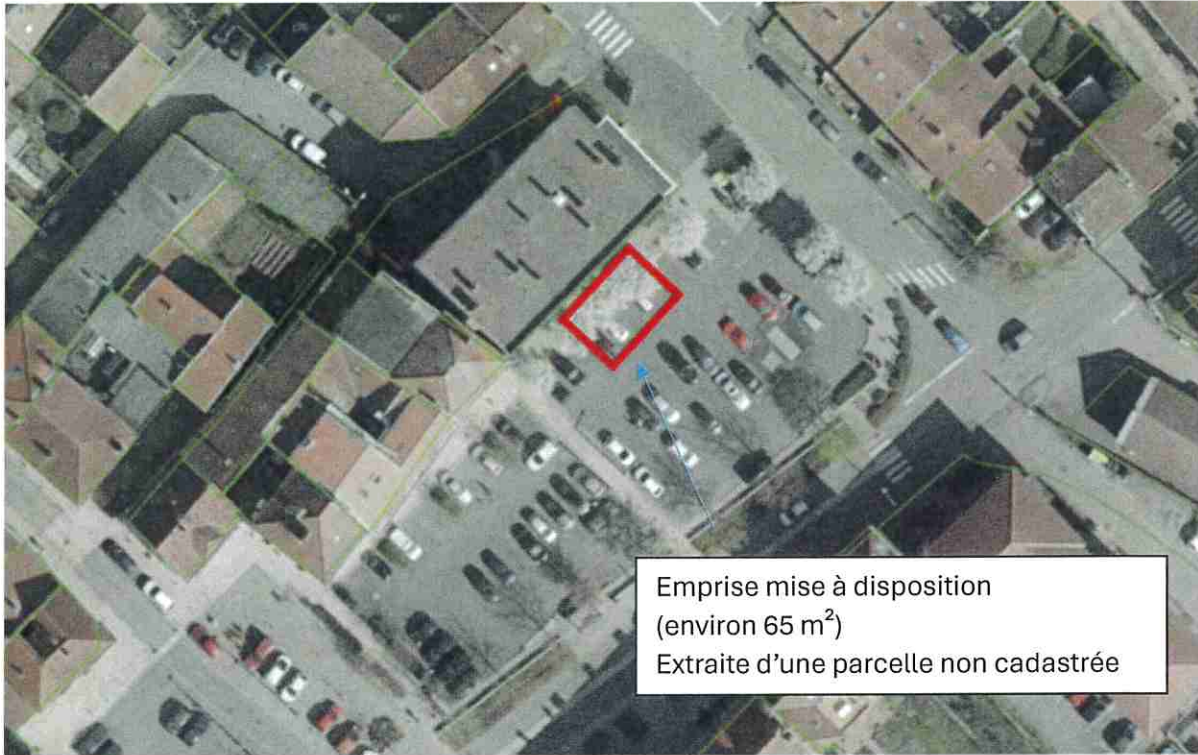 Emprise mise à disposition
(environ 65 m²)
Extraite d’une parcelle non cadastrée